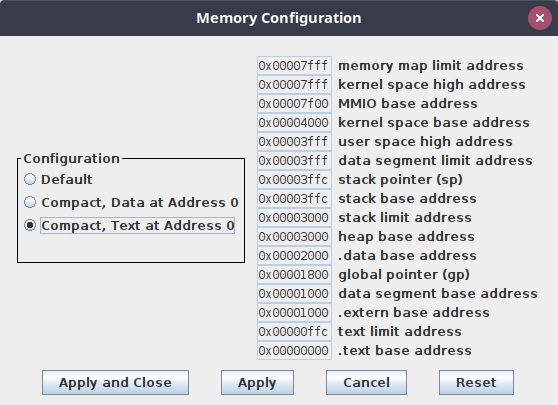 Memory Configuration
Configuration
Default
Compact, Data at Address 0
Compact, Text at Address 0
0x00007fff memory map limit address
0x00007fff kernel space high address
0x00007f00 MMIO base address
0x00004000 kernel space base address
0x00003fff user space high address
0x00003fff data segment limit address
0x00003ffc stack pointer (sp)
0x00003ffc stack base address
0x00003000 stack limit address
0x00003000 heap base address
0x00002000 .data base address
0x00001800 global pointer (gp)
0x00001000 data segment base address
0x00001000 .extern base address
0x00000ffc text limit address
0x00000000 .text base address
Apply and Close Apply Cancel Reset